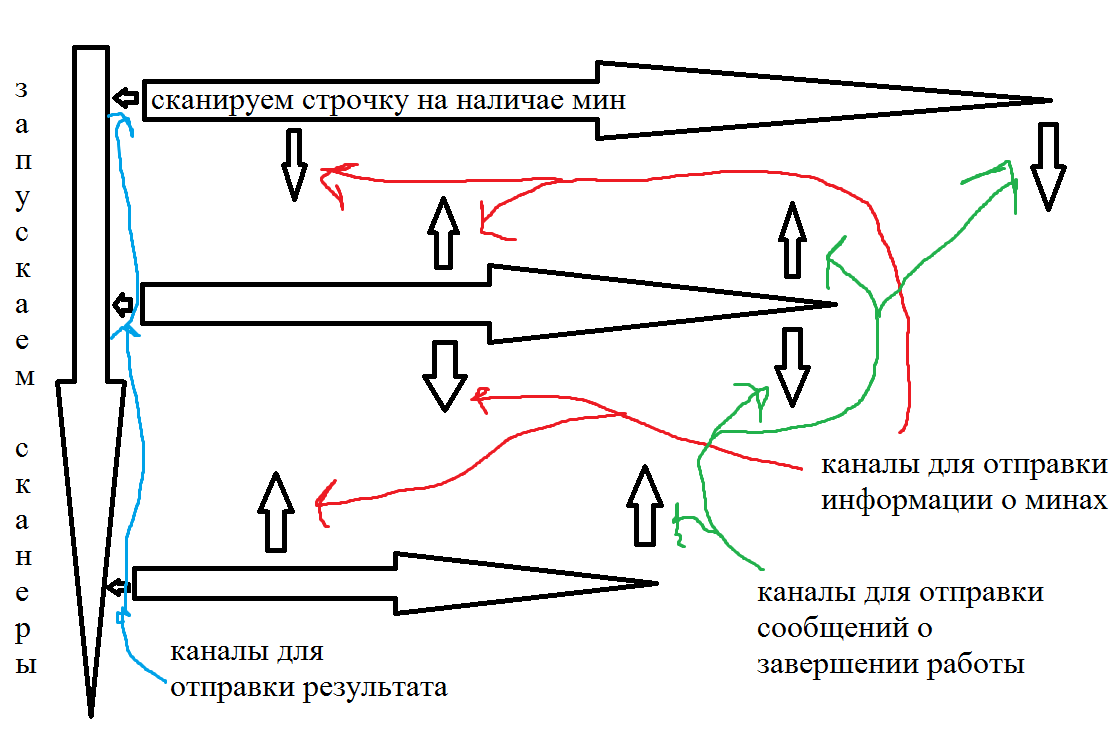 запускаем сканеры
сканируем строчку на наличае мин
каналы для отправки
информации о минах
каналы для отправки
сообщений о
завершении работы
каналы для
отправки результата